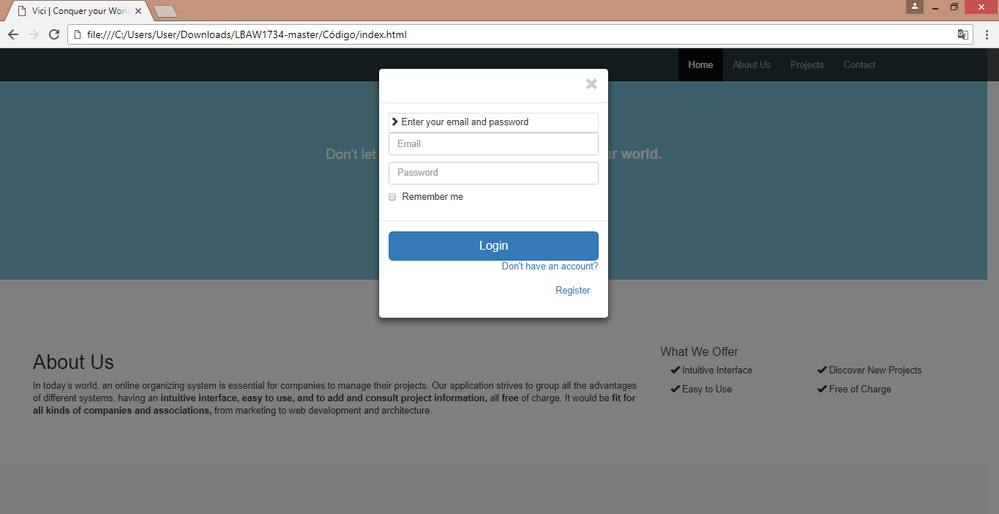 Vici | Conquer your Worl
file:///C:/Users/User/Downloads/LBAW1734-master/Código/index.html
Home About Us Projects Contact
Enter your email and password
Email
Don't let
r world.
Password
Remember me
Login
Don't have an account?
Register
About Us
In today's world, an online organizing system is essential for companies to manage their projects. Our application strives to group all the advantages
of different systems, having an intuitive interface, easy to use, and to add and consult project information, all free of charge. It would be fit for
all kinds of companies and associations, from marketing to web development and architecture.
What We Offer
Intuitive Interface
Discover New Projects
Easy to Use
Free of Charge